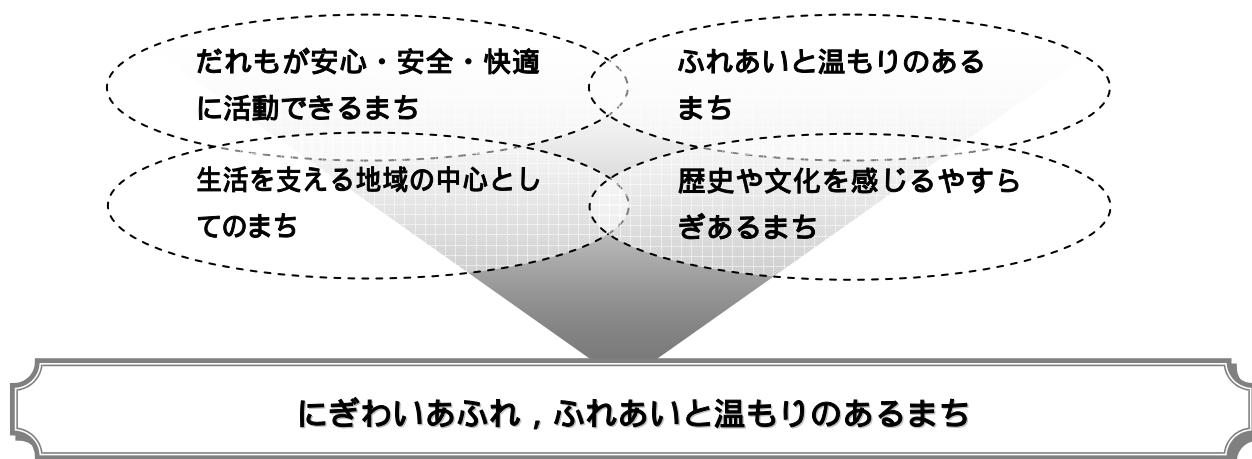 だれもが安心・安全・快適
に活動できるまち
ふれあいと温もりのある
まち
生活を支える地域の中心とし
てのまち
歴史や文化を感じるやすら
ぎあるまち
にぎわいあふれ，ふれあいと温もりのあるまち